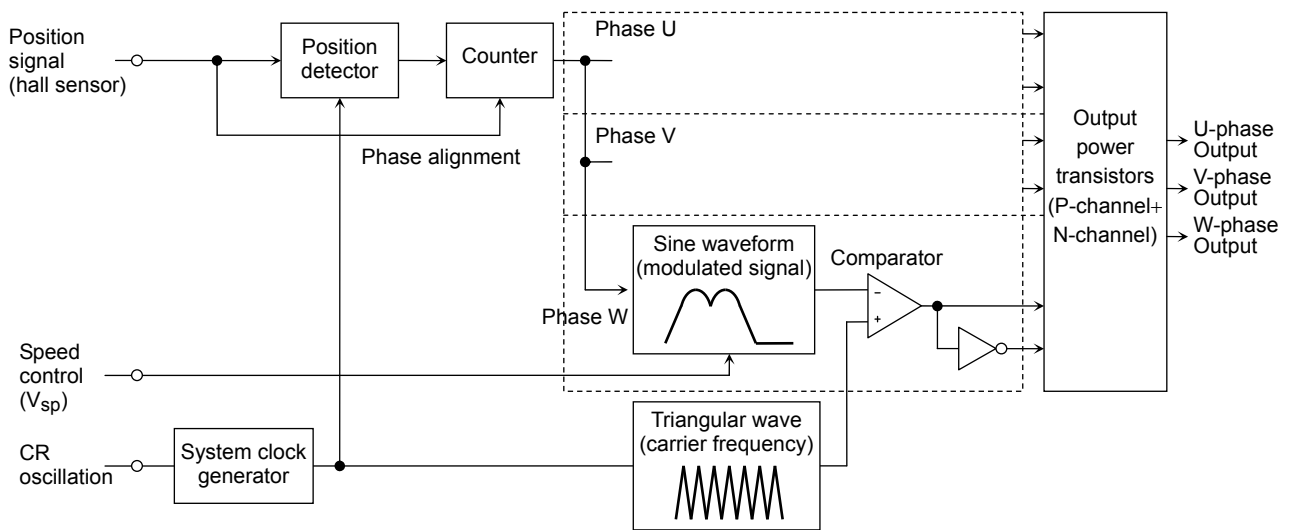 Position
signal
(hall sensor)
Position
detector
Counter
Phase alignment
Phase U
Phase V
Phase W
Sine waveform
(modulated signal)
Comparator
−
+
Output
power
transistors
(P-channel+
N-channel)
U-phase
Output
V-phase
Output
W-phase
Output
Speed
control
(Vsp)
CR
oscillation
System clock
generator
Triangular wave
(carrier frequency)